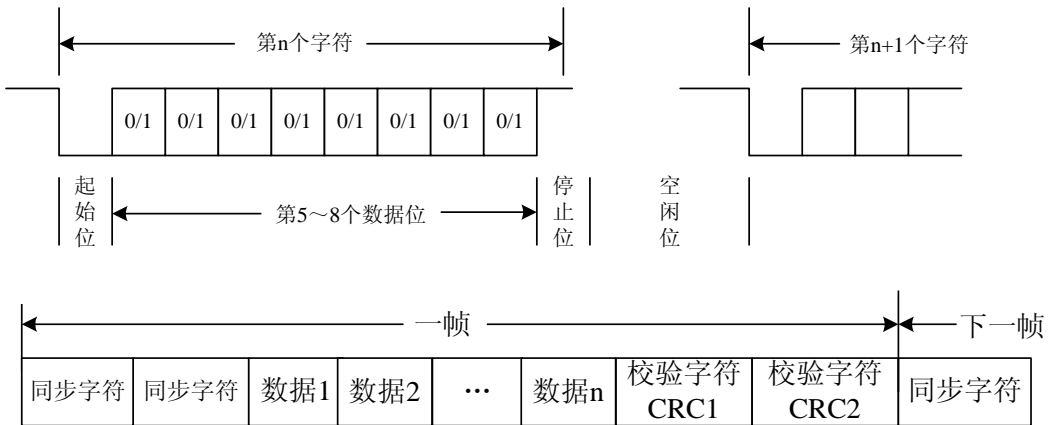 第n个字符
第n+1个字符
0/1 0/1 0/1 0/1 0/1 0/1 0/1 0/1
起始位
第5～8个数据位
停止位
空闲位
一帧
下一帧
同步字符 同步字符 数据1 数据2 … 数据n 校验字符 校验字符 同步字符
CRC1 CRC2